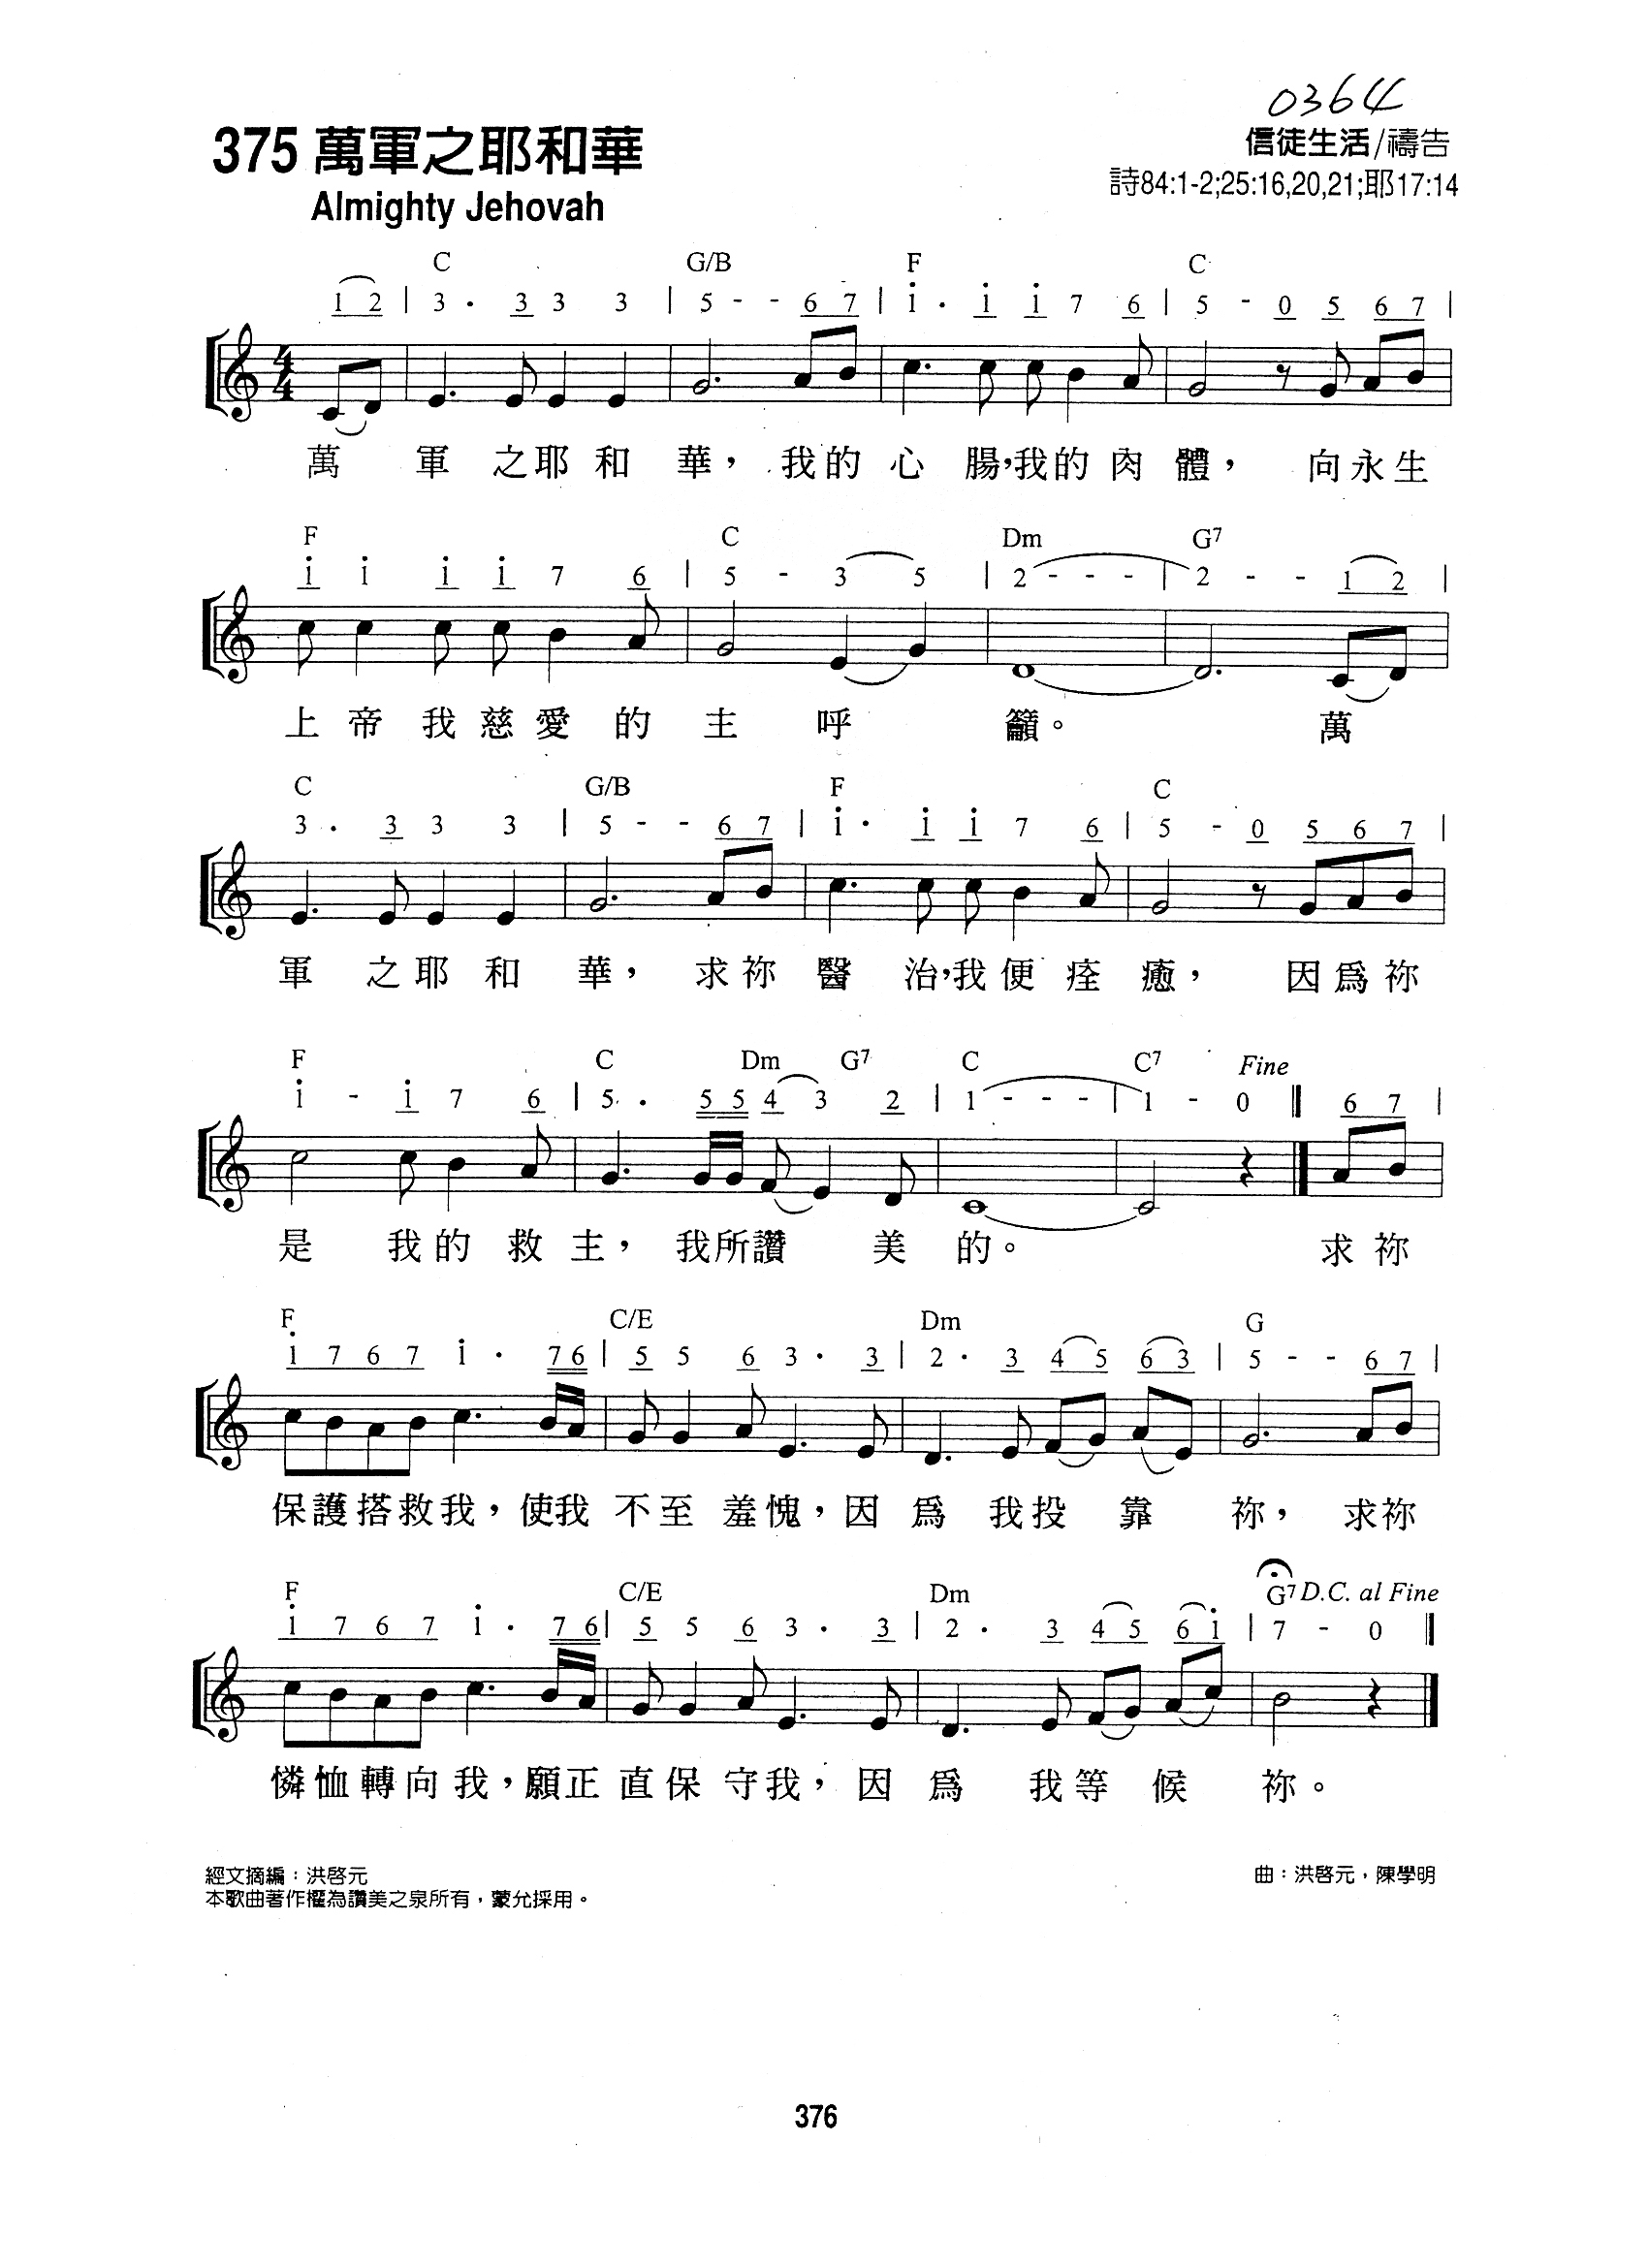 0364
375 萬軍之耶和華
信徒生活/禱告
Almighty Jehovah
詩84:1-2;25:16,20,21;耶17:14
C G/B F C
1 2 | 3 . 3 3 3 | 5 - - 6 7 | i . i i 7 6 | 5 - 0 5 6 7 |
4 4
萬 軍 之耶 和 華，我的 心 腸，我的 肉 體， 向永生
F C Dm G7
i i i i 7 6 | 5 - 3 5 | 2 - - - | 2 - - 1 2 |
上 帝 我 慈 愛 的 主 呼 籲。 萬
C G/B F C
3 . 3 3 3 | 5 - - 6 7 | i . i i 7 6 | 5 - 0 5 6 7 |
軍 之耶 和 華， 求祢 醫 治，我便 痊 癒， 因爲祢
F C Dm G7 C C7 Fine
i - i 7 6 | 5 . 5 5 4 3 2 | 1 - - - | 1 - 0 || 6 7 |
是 我的 救 主， 我所讚 美 的。 求 祢
F C/E Dm G
i 7 6 7 i . 7 6 | 5 5 6 3 . 3 | 2 . 3 4 5 6 3 | 5 - - 6 7 |
保護搭救我，使我 不至 羞愧，因 爲 我投 靠 祢， 求祢
F C/E Dm G7 D.C. al Fine
i 7 6 7 i . 7 6 | 5 5 6 3 . 3 | 2 . 3 4 5 6 i | 7 - 0 ||
憐恤轉向我，願正直保 守我，因 爲 我等 候 祢。
經文摘編：洪啓元
曲：洪啓元，陳學明
本歌曲著作權為讚美之泉所有，蒙允採用。
376